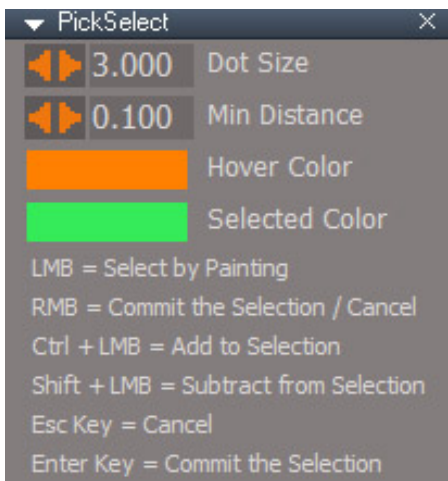 PickSelect
3.000 Dot Size
0.100 Min Distance
Hover Color
Selected Color
LMB = Select by Painting
RMB = Commit the Selection / Cancel
Ctrl + LMB = Add to Selection
Shift + LMB = Subtract from Selection
Esc Key = Cancel
Enter Key = Commit the Selection